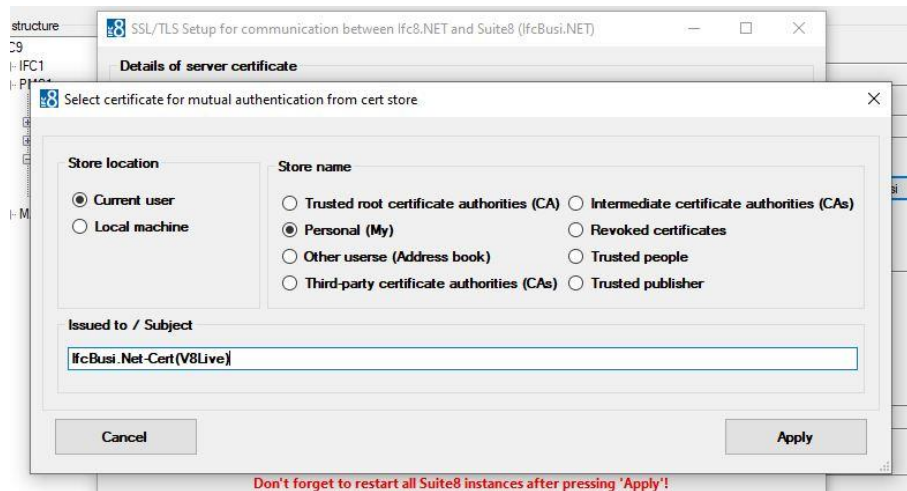 structure
SSL/TLS Setup for communication between Ifc8.NET and Suite8 (IfcBusi.NET)
C9
IFC1
Details of server certificate
Select certificate for mutual authentication from cert store
Store location
Current user
Local machine
Store name
Trusted root certificate authorities (CA)
Intermediate certificate authorities (CAs)
Personal (My)
Revoked certificates
Other userse (Address book)
Trusted people
Third-party certificate authorities (CAs)
Trusted publisher
Issued to / Subject
IfcBusi.Net-Cert(V8Live)
Cancel
Apply
Don't forget to restart all Suite8 instances after pressing 'Apply'!